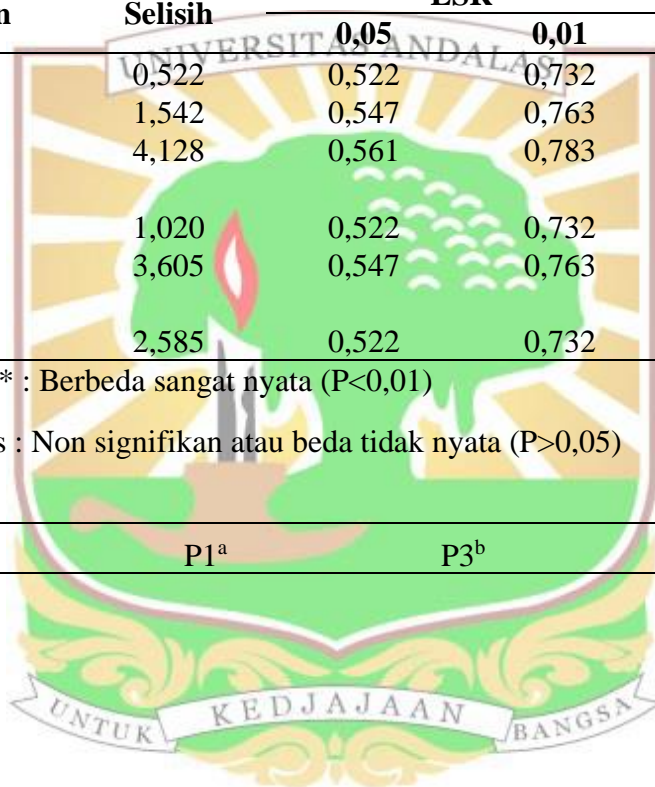 n Selisih LSR
0,05 0,01
UNIVERSITAS ANDALAS
0,522 0,522 0,732
1,542 0,547 0,763
4,128 0,561 0,783
1,020 0,522 0,732
3,605 0,547 0,763
2,585 0,522 0,732
* : Berbeda sangat nyata (P<0,01)
s : Non signifikan atau beda tidak nyata (P>0,05)
P1ᵃ P3ᵇ
UNTUK KEDJAJAAN BANGSA